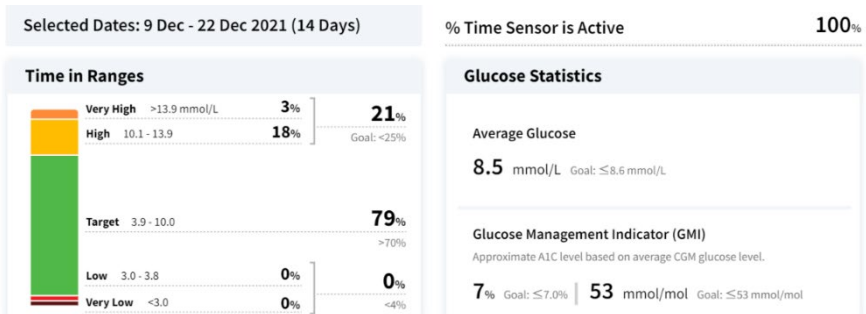 Selected Dates: 9 Dec - 22 Dec 2021 (14 Days)
% Time Sensor is Active 100%
Time in Ranges
Very High >13.9 mmol/L 3%
High 10.1 - 13.9 18%
21%
Goal: <25%
Target 3.9 - 10.0 79%
>70%
Low 3.0 - 3.8 0%
Very Low <3.0 0%
0%
<4%
Glucose Statistics
Average Glucose
8.5 mmol/L Goal: ≤8.6 mmol/L
Glucose Management Indicator (GMI)
Approximate A1C level based on average CGM glucose level.
7% Goal: ≤7.0% | 53 mmol/mol Goal: ≤53 mmol/mol